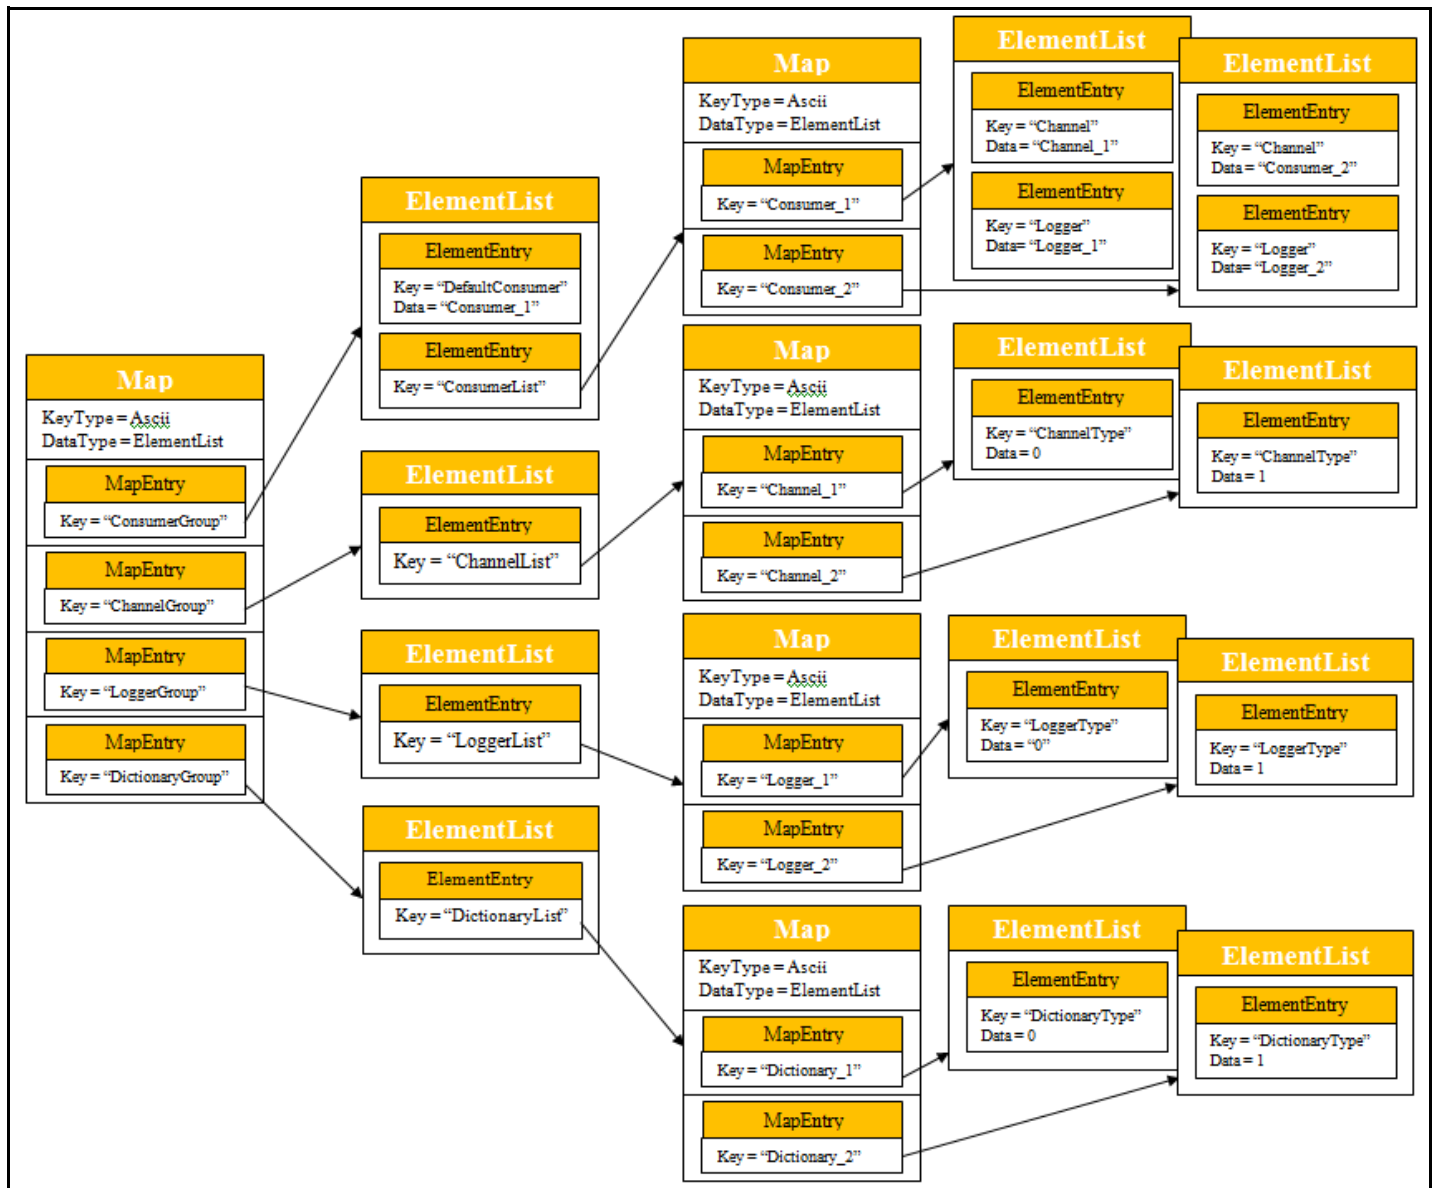 Map
KeyType = Ascii
DataType = ElementList
MapEntry
Key = “ConsumerGroup”
MapEntry
Key = “ChannelGroup”
MapEntry
Key = “LoggerGroup”
MapEntry
Key = “DictionaryGroup”
ElementList
ElementEntry
Key = “DefaultConsumer”
Data = “Consumer_1”
ElementEntry
Key = “ConsumerList”
ElementList
ElementEntry
Key = “ChannelList”
ElementList
ElementEntry
Key = “LoggerList”
ElementList
ElementEntry
Key = “DictionaryList”
Map
KeyType = Ascii
DataType = ElementList
MapEntry
Key = “Consumer_1”
MapEntry
Key = “Consumer_2”
ElementList
ElementEntry
Key = “Channel”
Data = “Channel_1”
ElementEntry
Key = “Logger”
Data= “Logger_1”
ElementList
ElementEntry
Key = “Channel”
Data = “Consumer_2”
ElementEntry
Key = “Logger”
Data= “Logger_2”
Map
KeyType = Ascii
DataType = ElementList
MapEntry
Key = “Channel_1”
MapEntry
Key = “Channel_2”
ElementList
ElementEntry
Key = “ChannelType”
Data = 0
ElementList
ElementEntry
Key = “ChannelType”
Data = 1
Map
KeyType = Ascii
DataType = ElementList
MapEntry
Key = “Logger_1”
MapEntry
Key = “Logger_2”
ElementList
ElementEntry
Key = “LoggerType”
Data = “0”
ElementList
ElementEntry
Key = “LoggerType”
Data = 1
Map
KeyType = Ascii
DataType = ElementList
MapEntry
Key = “Dictionary_1”
MapEntry
Key = “Dictionary_2”
ElementList
ElementEntry
Key = “DictionaryType”
Data = 0
ElementList
ElementEntry
Key = “DictionaryType”
Data = 1